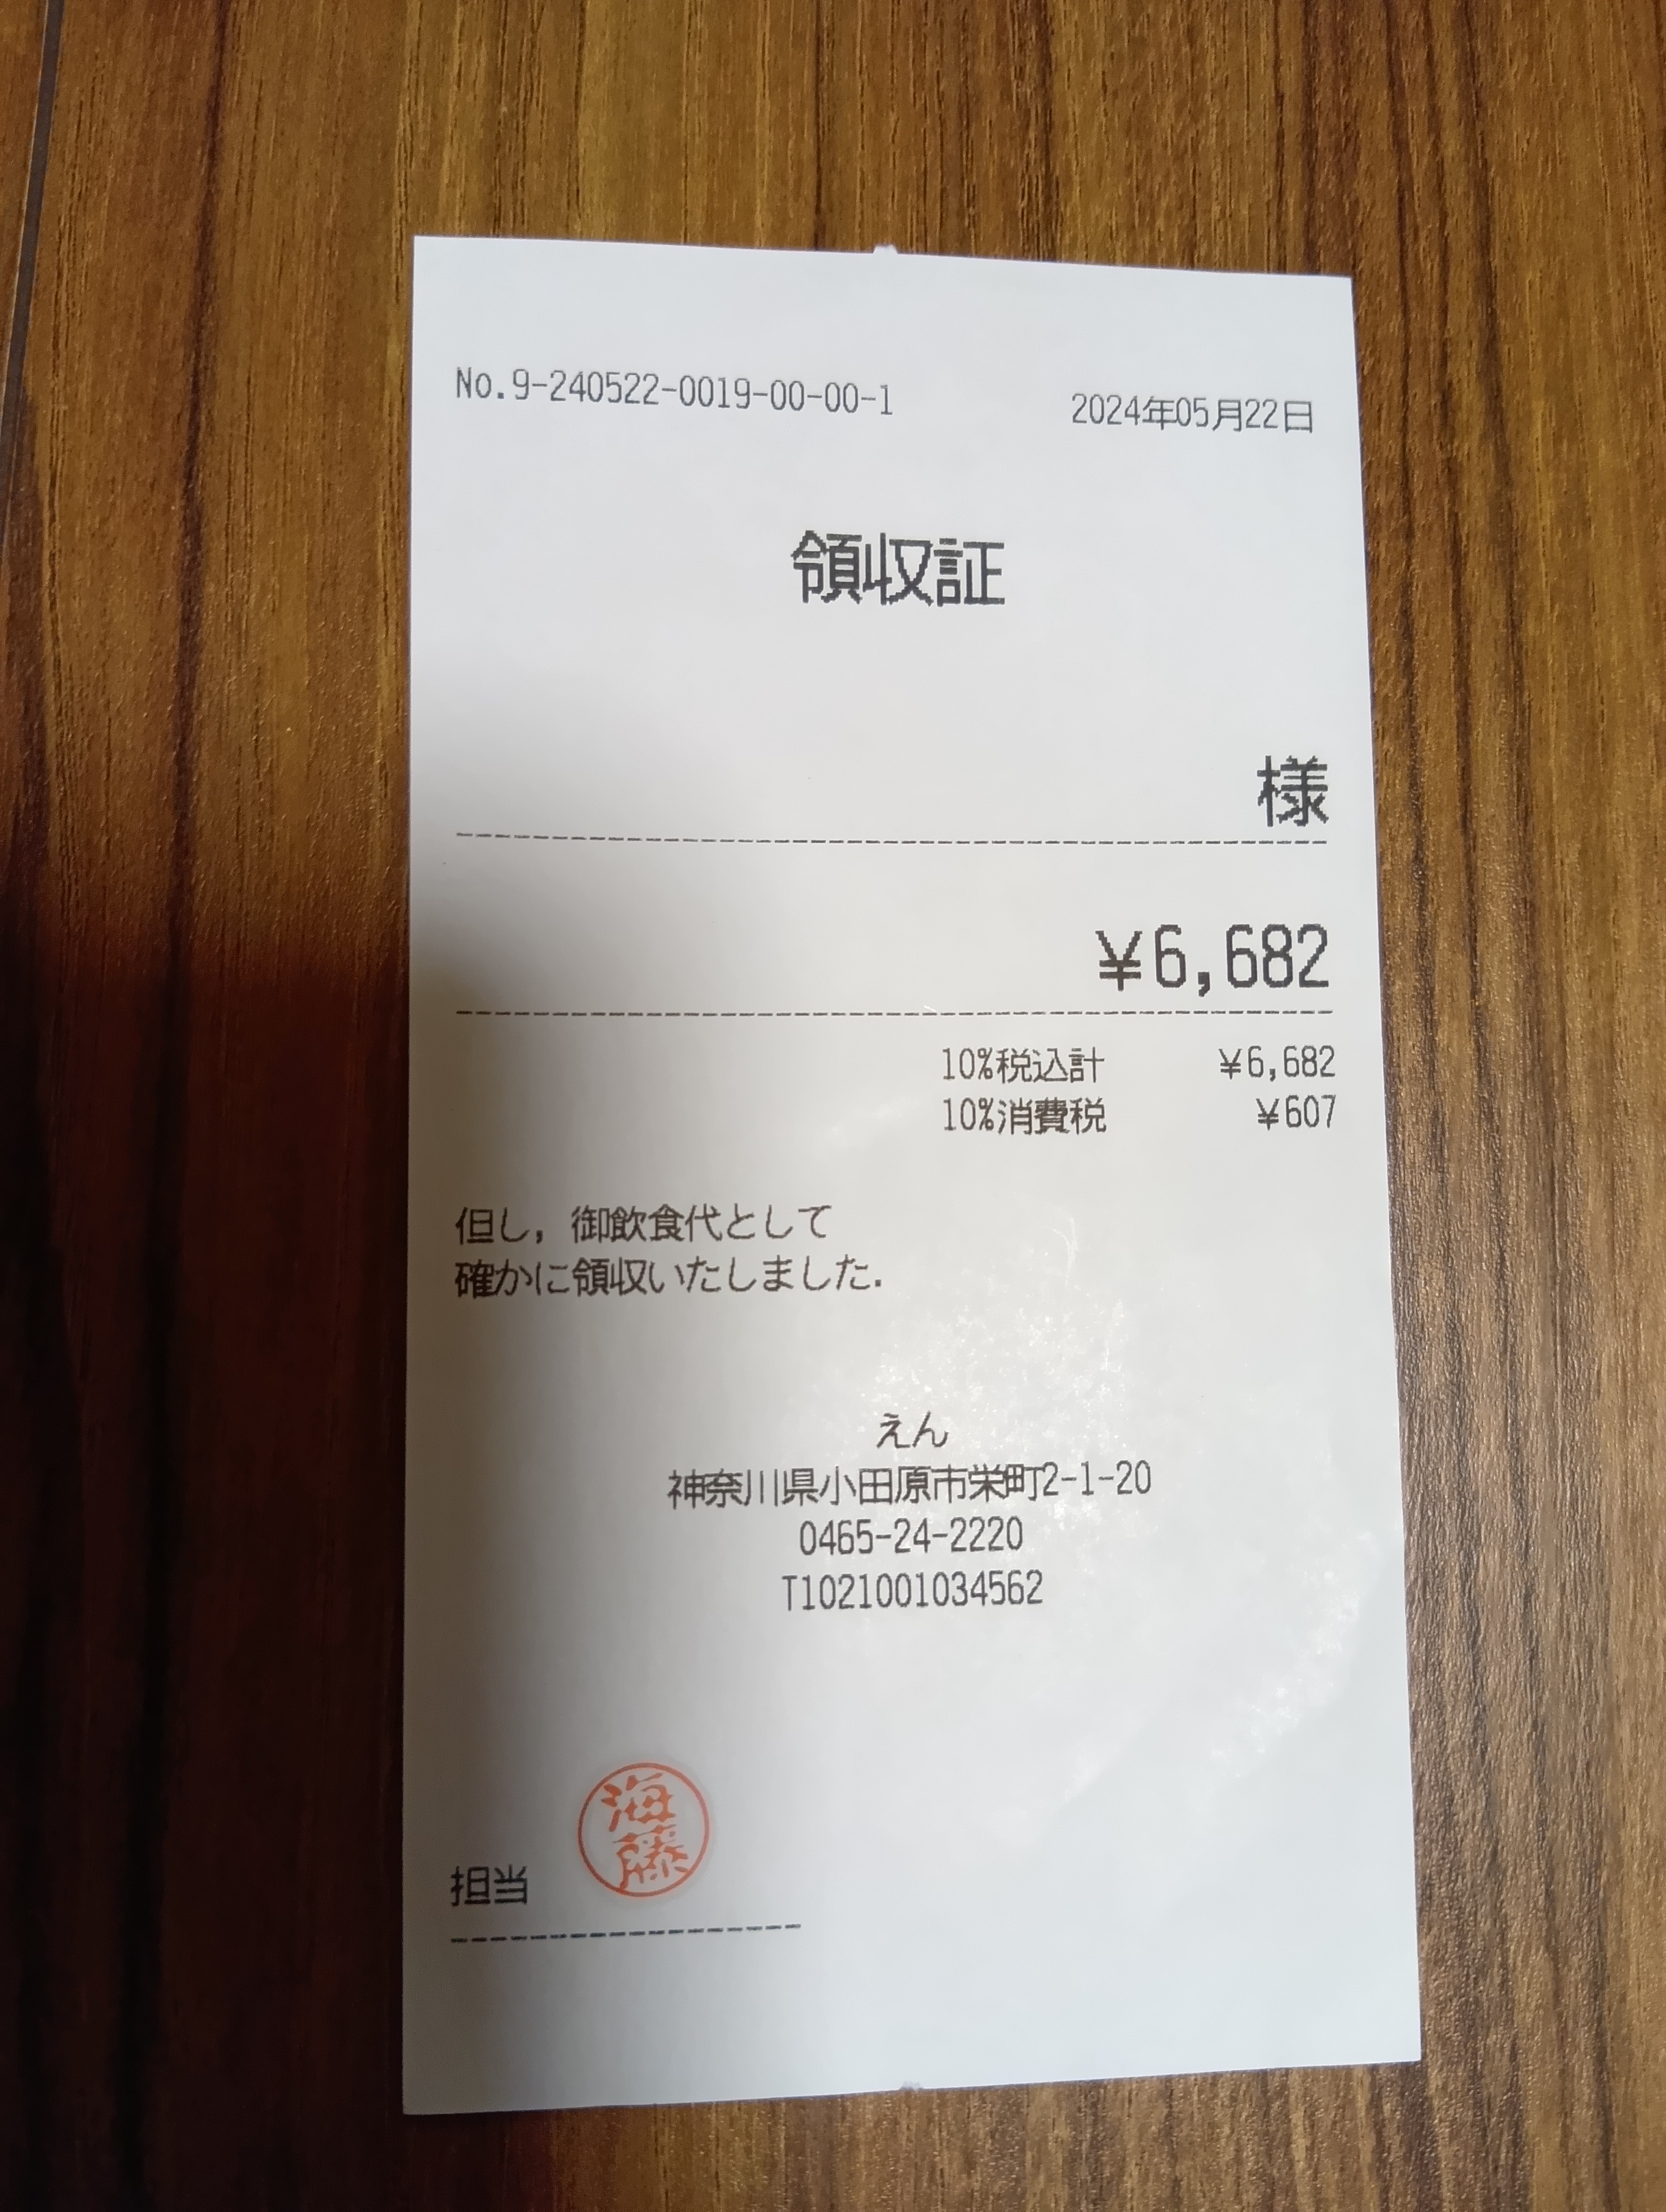 No.9-240522-0019-00-00-1
2024年05月22日
領収証
様
¥6,682
10%税込計 ¥6,682
10%消費税 ¥607
但し，御飲食代として
確かに領収いたしました．
えん
神奈川県小田原市栄町2-1-20
0465-24-2220
T1021001034562
海藤
担当